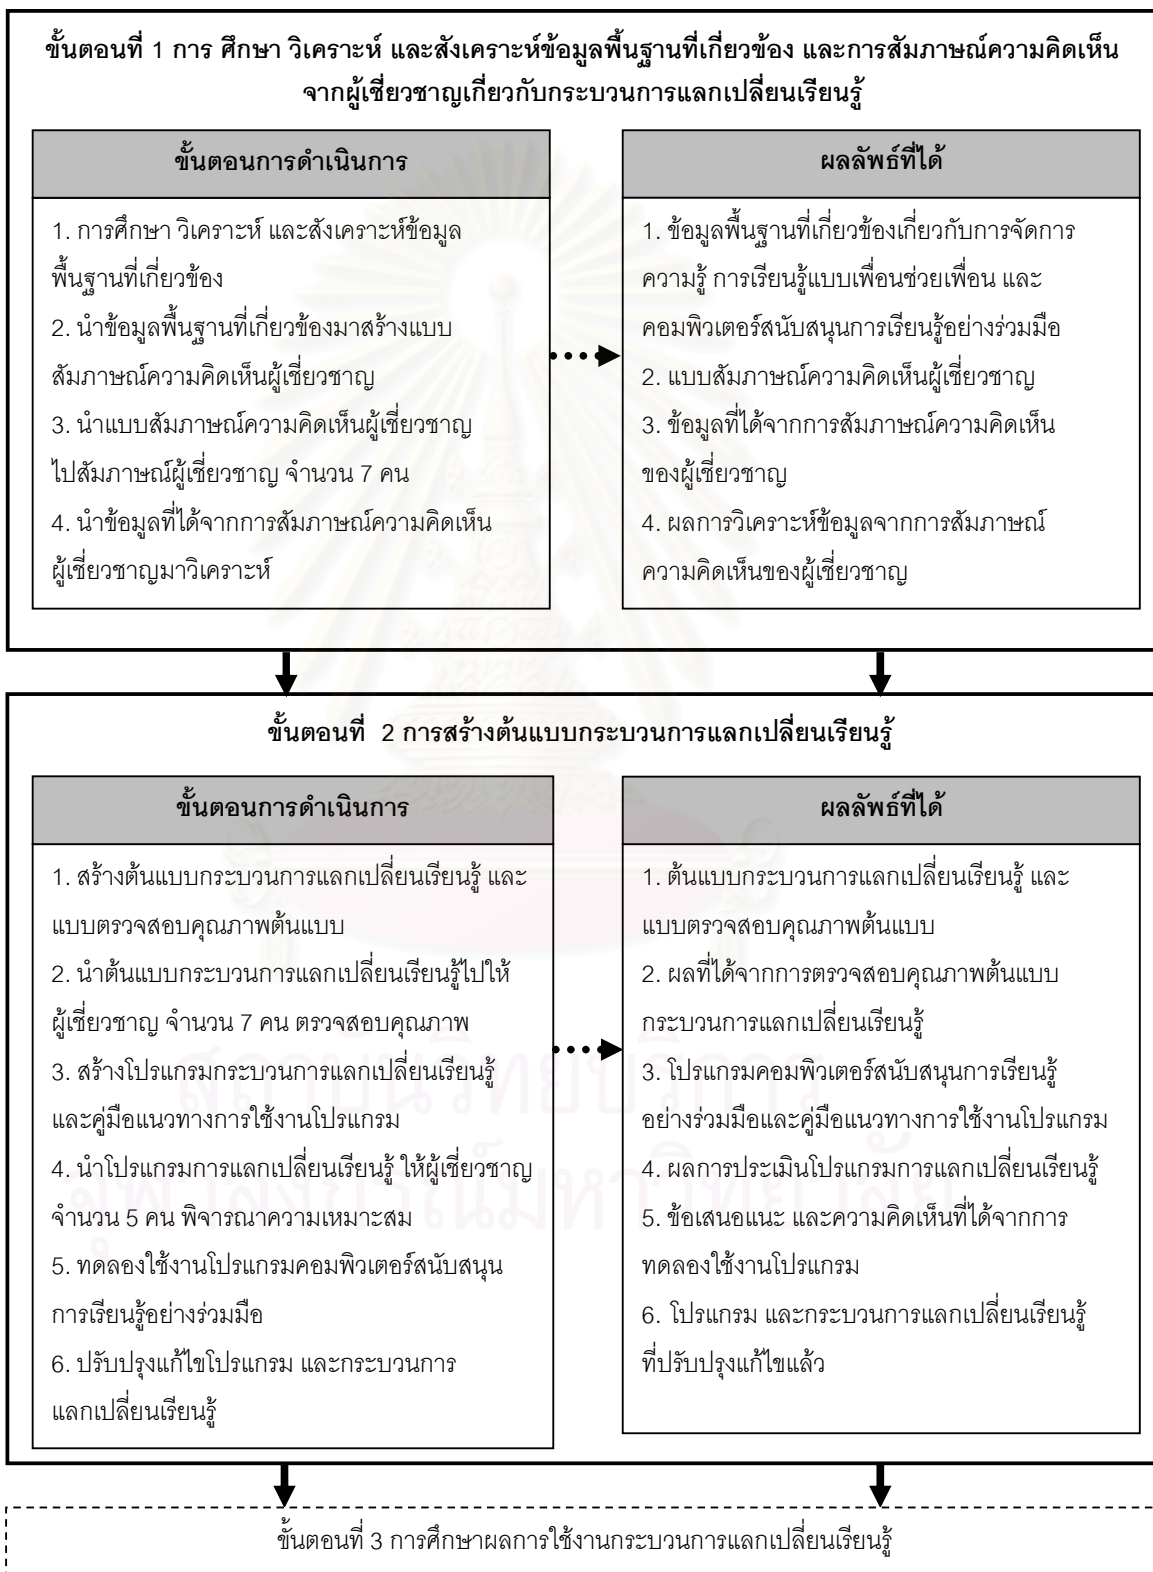 ขั้นตอนที่ 1 การ ศึกษา วิเคราะห์ และสังเคราะห์ข้อมูลพื้นฐานที่เกี่ยวข้อง และการสัมภาษณ์ความคิดเห็น
จากผู้เชี่ยวชาญเกี่ยวกับกระบวนการแลกเปลี่ยนเรียนรู้
ขั้นตอนการดำเนินการ
1. การศึกษา วิเคราะห์ และสังเคราะห์ข้อมูล
พื้นฐานที่เกี่ยวข้อง
2. นำข้อมูลพื้นฐานที่เกี่ยวข้องมาสร้างแบบ
สัมภาษณ์ความคิดเห็นผู้เชี่ยวชาญ
3. นำแบบสัมภาษณ์ความคิดเห็นผู้เชี่ยวชาญ
ไปสัมภาษณ์ผู้เชี่ยวชาญ จำนวน 7 คน
4. นำข้อมูลที่ได้จากการสัมภาษณ์ความคิดเห็น
ผู้เชี่ยวชาญมาวิเคราะห์
ผลลัพธ์ที่ได้
1. ข้อมูลพื้นฐานที่เกี่ยวข้องเกี่ยวกับการจัดการ
ความรู้ การเรียนรู้แบบเพื่อนช่วยเพื่อน และ
คอมพิวเตอร์สนับสนุนการเรียนรู้อย่างร่วมมือ
2. แบบสัมภาษณ์ความคิดเห็นผู้เชี่ยวชาญ
3. ข้อมูลที่ได้จากการสัมภาษณ์ความคิดเห็น
ของผู้เชี่ยวชาญ
4. ผลการวิเคราะห์ข้อมูลจากการสัมภาษณ์
ความคิดเห็นของผู้เชี่ยวชาญ
ขั้นตอนที่ 2 การสร้างต้นแบบกระบวนการแลกเปลี่ยนเรียนรู้
ขั้นตอนการดำเนินการ
1. สร้างต้นแบบกระบวนการแลกเปลี่ยนเรียนรู้ และ
แบบตรวจสอบคุณภาพต้นแบบ
2. นำต้นแบบกระบวนการแลกเปลี่ยนเรียนรู้ไปให้
ผู้เชี่ยวชาญ จำนวน 7 คน ตรวจสอบคุณภาพ
3. สร้างโปรแกรมกระบวนการแลกเปลี่ยนเรียนรู้
และคู่มือแนวทางการใช้งานโปรแกรม
4. นำโปรแกรมการแลกเปลี่ยนเรียนรู้ ให้ผู้เชี่ยวชาญ
จำนวน 5 คน พิจารณาความเหมาะสม
5. ทดลองใช้งานโปรแกรมคอมพิวเตอร์สนับสนุน
การเรียนรู้อย่างร่วมมือ
6. ปรับปรุงแก้ไขโปรแกรม และกระบวนการ
แลกเปลี่ยนเรียนรู้
ผลลัพธ์ที่ได้
1. ต้นแบบกระบวนการแลกเปลี่ยนเรียนรู้ และ
แบบตรวจสอบคุณภาพต้นแบบ
2. ผลที่ได้จากการตรวจสอบคุณภาพต้นแบบ
กระบวนการแลกเปลี่ยนเรียนรู้
3. โปรแกรมคอมพิวเตอร์สนับสนุนการเรียนรู้
อย่างร่วมมือและคู่มือแนวทางการใช้งานโปรแกรม
4. ผลการประเมินโปรแกรมการแลกเปลี่ยนเรียนรู้
5. ข้อเสนอแนะ และความคิดเห็นที่ได้จากการ
ทดลองใช้งานโปรแกรม
6. โปรแกรม และกระบวนการแลกเปลี่ยนเรียนรู้
ที่ปรับปรุงแก้ไขแล้ว
สถาบันวิทยบริการ
จุฬาลงกรณ์มหาวิทยาลัย
ขั้นตอนที่ 3 การศึกษาผลการใช้งานกระบวนการแลกเปลี่ยนเรียนรู้